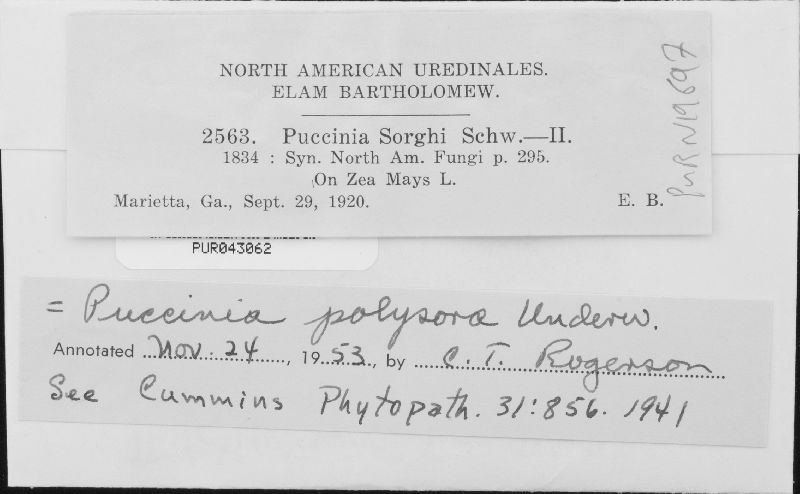 NORTH AMERICAN UREDINALES.
ELAM BARTHOLOMEW.
2563. Puccinia Sorghi Schw.—II.
1834 : Syn. North Am. Fungi p. 295.
On Zea Mays L.
Marietta, Ga., Sept. 29, 1920. E. B.
PUR N19697
PUR043062
= Puccinia polysora Underw.
Annotated Nov. 24, 1953, by C. T. Rogerson
See Cummins Phytopath. 31:856. 1941